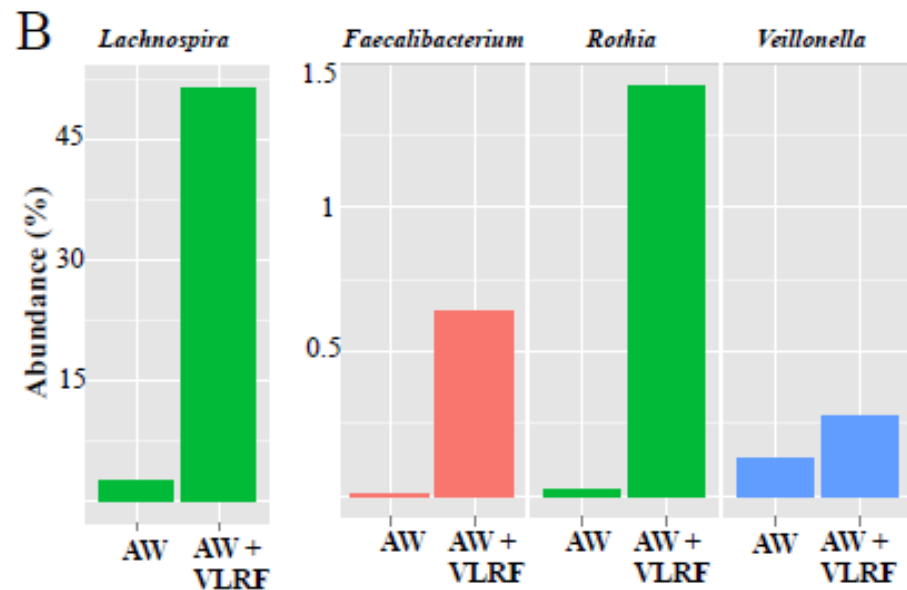 B
Lachnospira
Faecalibacterium
Rothia
Veillonella
Abundance (%)
45
30
15
1.5
1
0.5
AW
AW +
VLRF
AW
AW +
VLRF
AW
AW +
VLRF
AW
AW +
VLRF